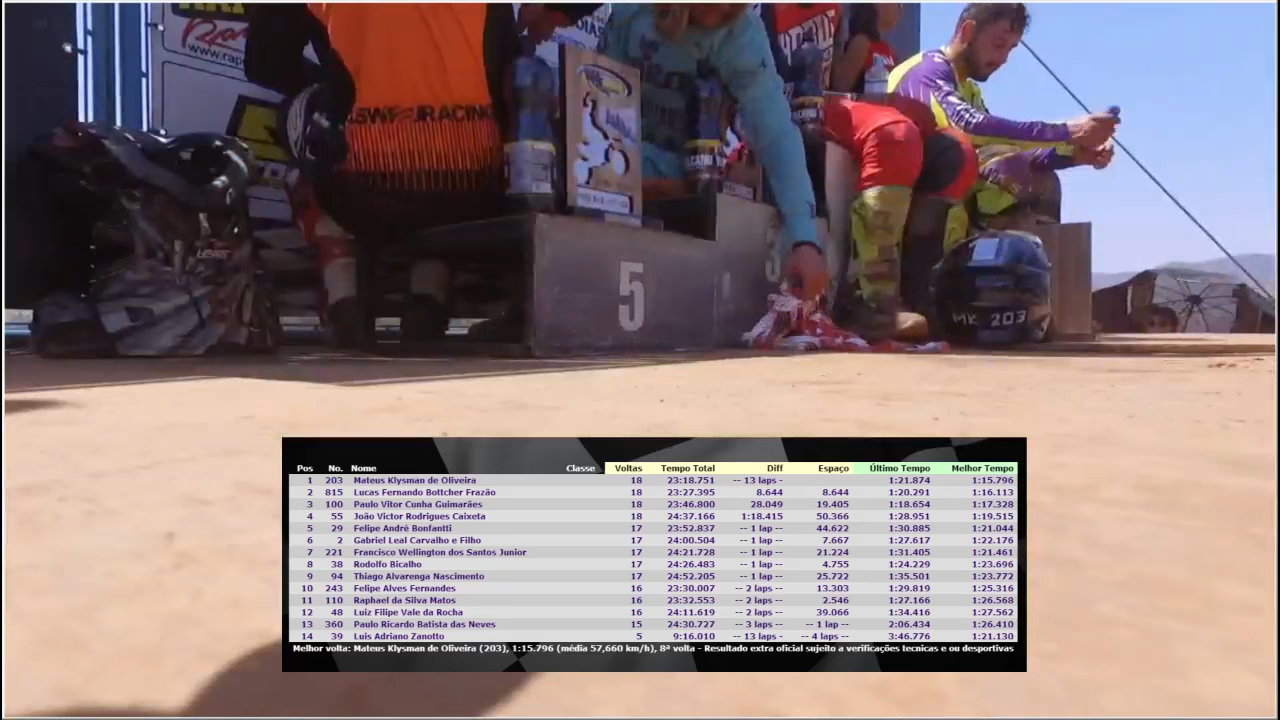 www.rap
SWF RACING
Leatt
5
MK 203
Pos No. Nome Classe Voltas Tempo Total Diff Espaço Último Tempo Melhor Tempo
1 203 Mateus Klysman de Oliveira 18 23:18.751 -- 13 laps - 1:21.874 1:15.796
2 815 Lucas Fernando Bottcher Frazão 18 23:27.395 8.644 8.644 1:20.291 1:16.113
3 100 Paulo Vitor Cunha Guimarães 18 23:46.800 28.049 19.405 1:18.654 1:17.328
4 55 João Victor Rodrigues Caixeta 18 24:37.166 1:18.415 50.366 1:28.951 1:19.515
5 29 Felipe André Bonfantti 17 23:52.837 -- 1 lap -- 44.622 1:30.885 1:21.044
6 2 Gabriel Leal Carvalho e Filho 17 24:00.504 -- 1 lap -- 7.667 1:27.617 1:22.176
7 221 Francisco Wellington dos Santos Junior 17 24:21.728 -- 1 lap -- 21.224 1:31.405 1:21.461
8 38 Rodolfo Bicalho 17 24:26.483 -- 1 lap -- 4.755 1:24.229 1:23.696
9 94 Thiago Alvarenga Nascimento 17 24:52.205 -- 1 lap -- 25.722 1:35.501 1:23.772
10 243 Felipe Alves Fernandes 16 23:30.007 -- 2 laps -- 13.303 1:29.819 1:25.316
11 110 Raphael da Silva Matos 16 23:32.553 -- 2 laps -- 2.546 1:27.166 1:26.568
12 48 Luiz Filipe Vale da Rocha 16 24:11.619 -- 2 laps -- 39.066 1:34.416 1:27.562
13 360 Paulo Ricardo Batista das Neves 15 24:30.727 -- 3 laps -- -- 1 lap -- 2:06.434 1:26.410
14 39 Luis Adriano Zanotto 5 9:16.010 -- 13 laps - -- 4 laps -- 3:46.776 1:21.130
Melhor volta: Mateus Klysman de Oliveira (203), 1:15.796 (média 57,660 km/h), 8ª volta - Resultado extra oficial sujeito a verificações tecnicas e ou desportivas